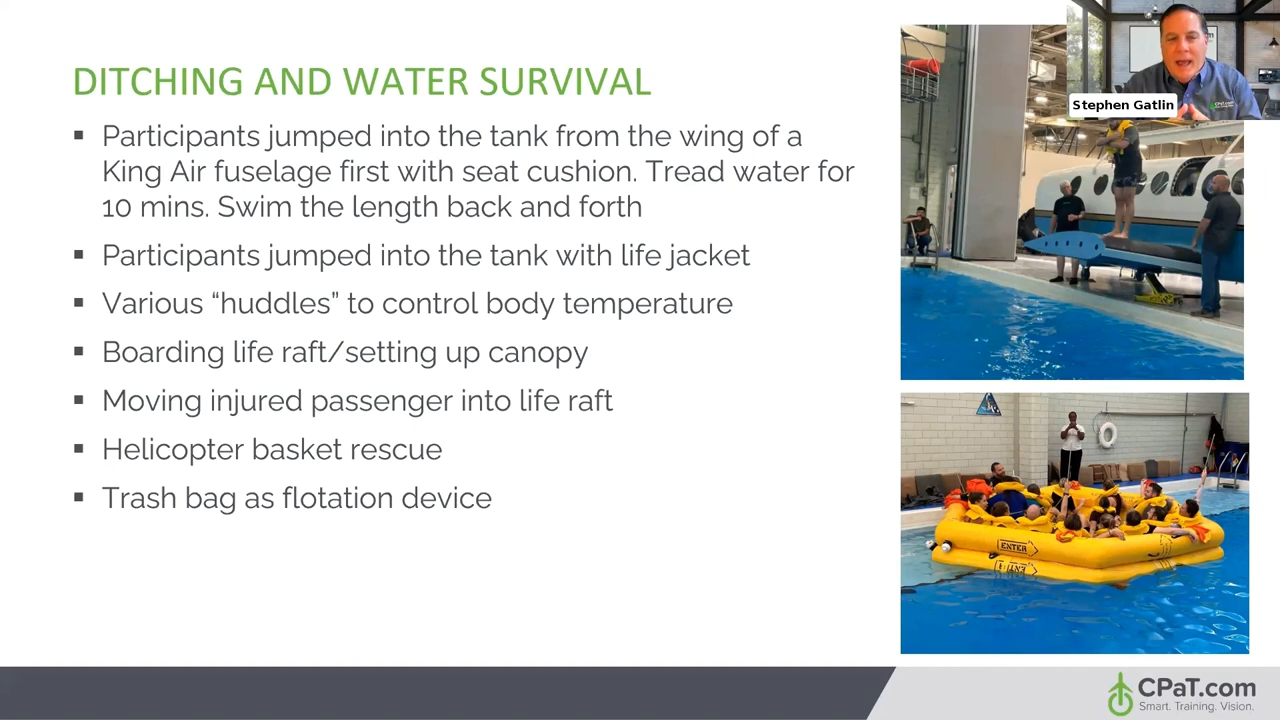 DITCHING AND WATER SURVIVAL
Stephen Gatlin
▪ Participants jumped into the tank from the wing of a
King Air fuselage first with seat cushion. Tread water for
10 mins. Swim the length back and forth
▪ Participants jumped into the tank with life jacket
▪ Various “huddles” to control body temperature
▪ Boarding life raft/setting up canopy
▪ Moving injured passenger into life raft
▪ Helicopter basket rescue
▪ Trash bag as flotation device
ENTER
CPaT.com
Smart. Training. Vision.